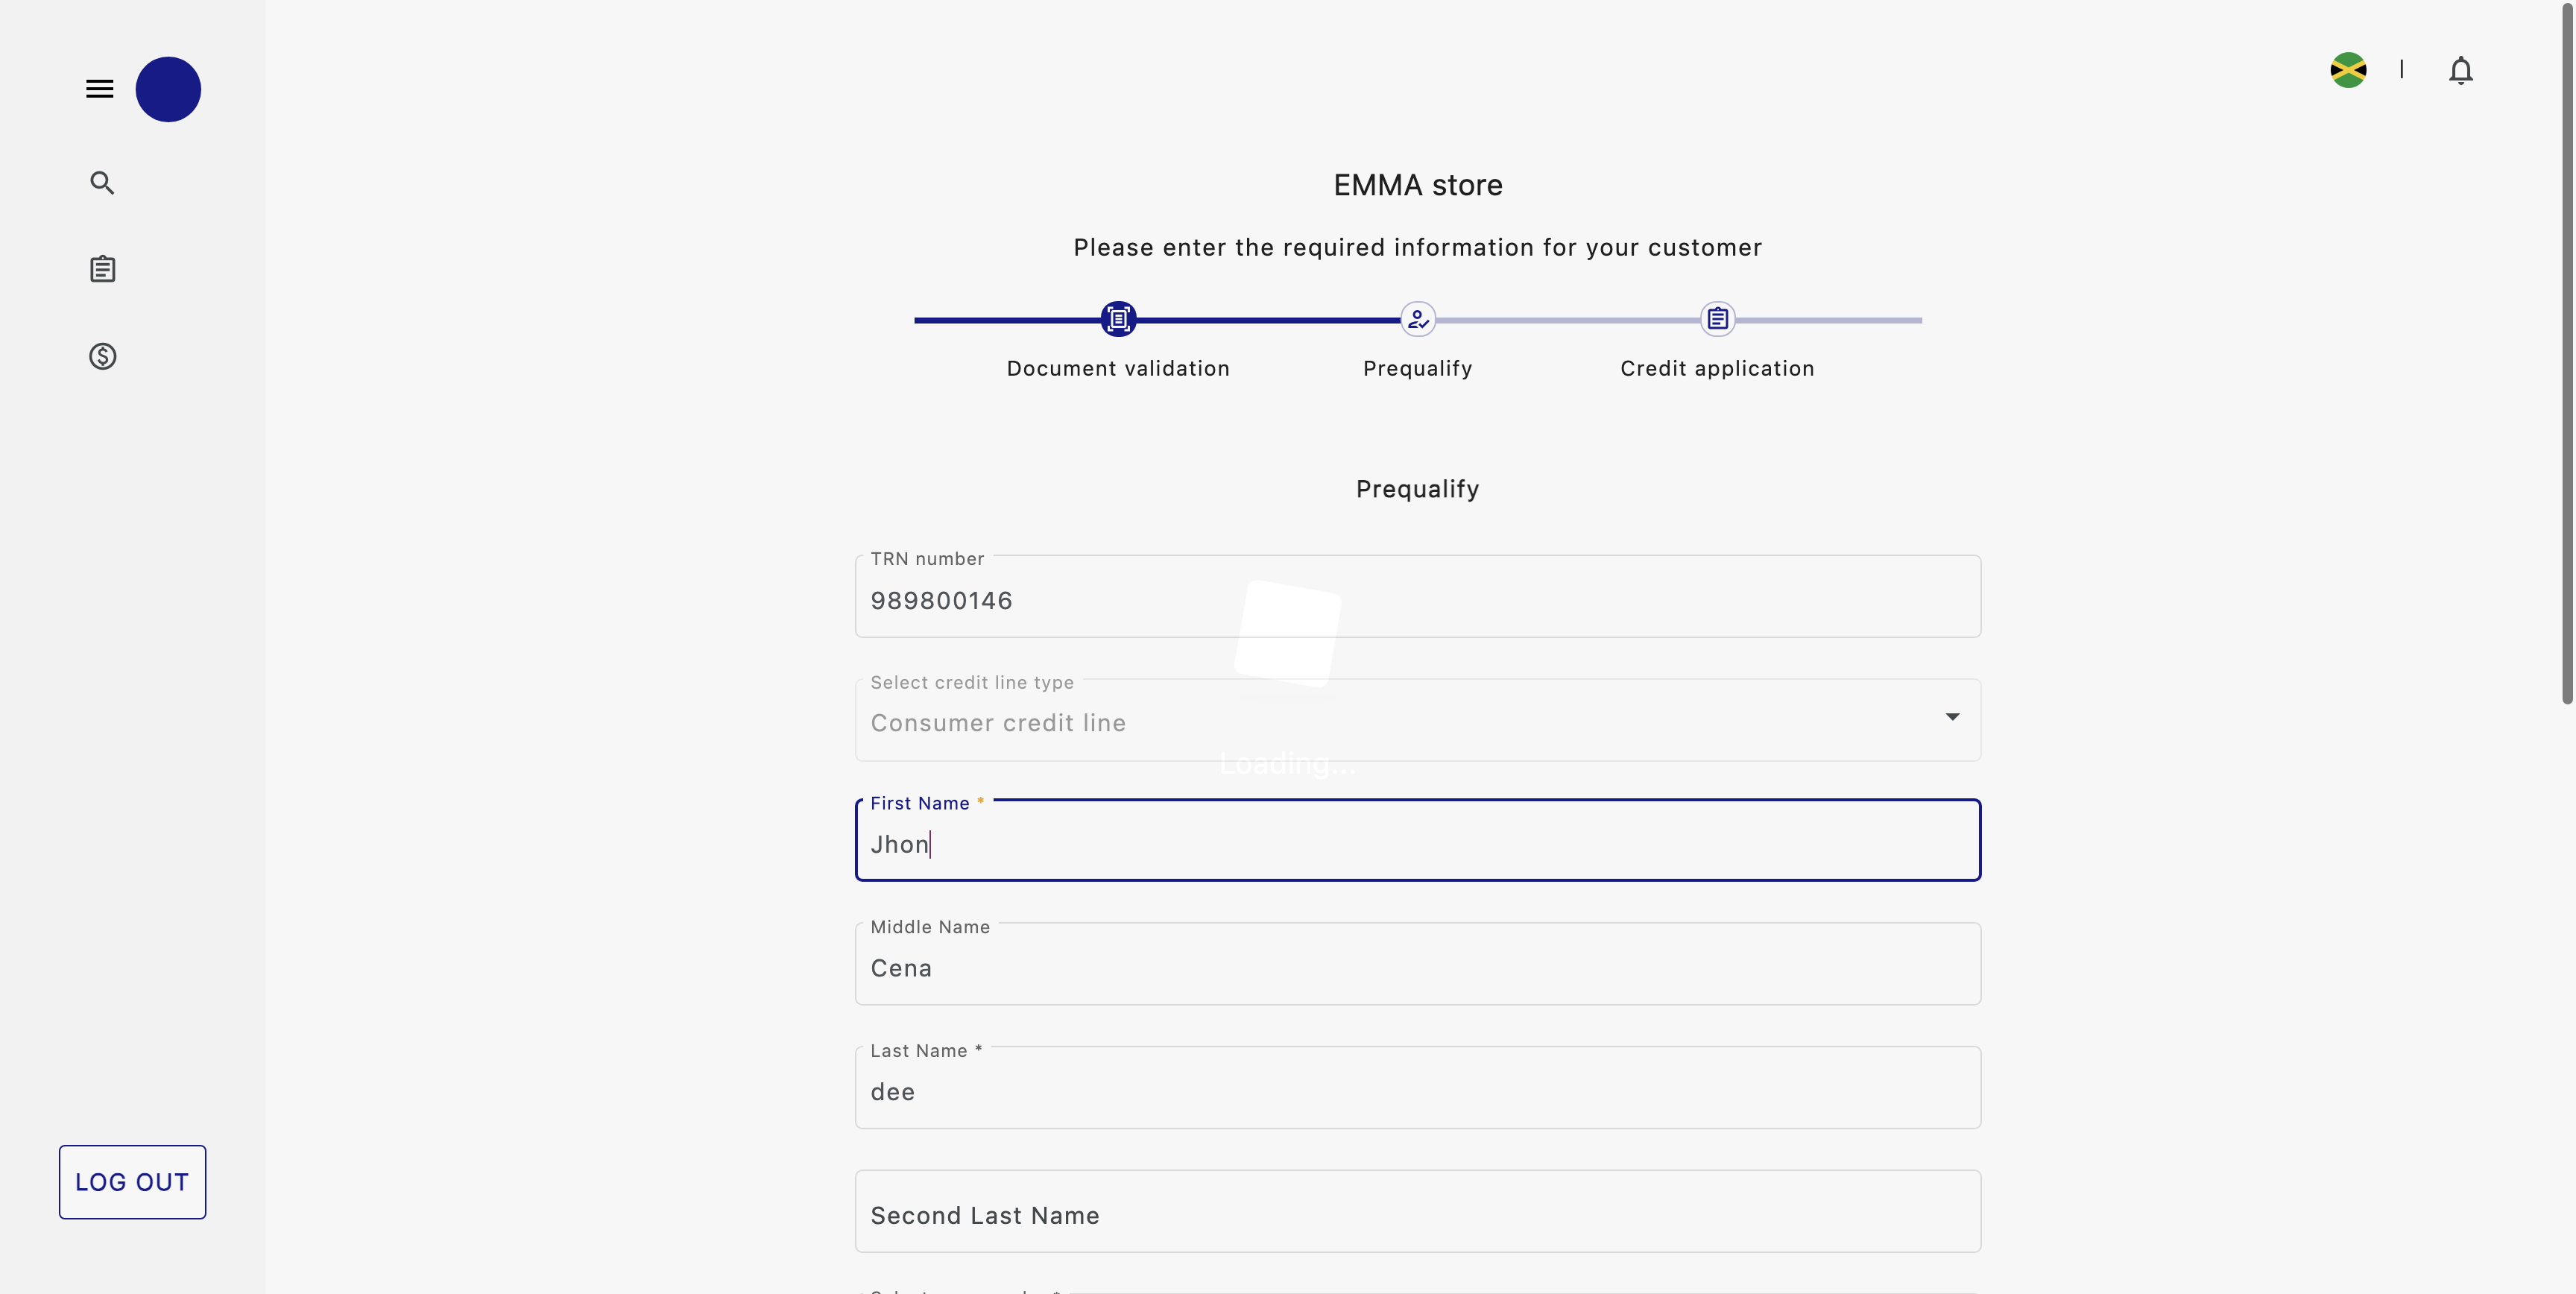 EMMA store
Please enter the required information for your customer
Document validation
Prequalify
Credit application
Prequalify
TRN number
989800146
Select credit line type
Consumer credit line
Loading...
First Name *
Jhon
Middle Name
Cena
Last Name *
dee
Second Last Name
LOG OUT